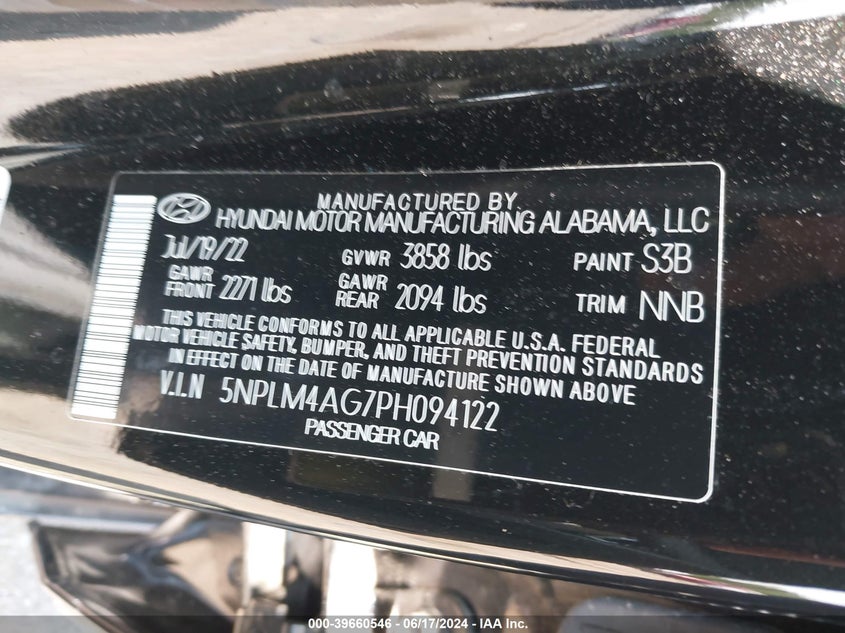 MANUFACTURED BY
HYUNDAI MOTOR MANUFACTURING ALABAMA, LLC
Jul/19/22 GVWR 3858 lbs PAINT S3B
GAWR FRONT 2271 lbs GAWR REAR 2094 lbs TRIM NNB
THIS VEHICLE CONFORMS TO ALL APPLICABLE U.S.A. FEDERAL
MOTOR VEHICLE SAFETY, BUMPER, AND THEFT PREVENTION STANDARDS
IN EFFECT ON THE DATE OF MANUFACTURE SHOWN ABOVE
V.I.N 5NPLM4AG7PH094122
PASSENGER CAR
000-39660546 - 06/17/2024 - IAA Inc.